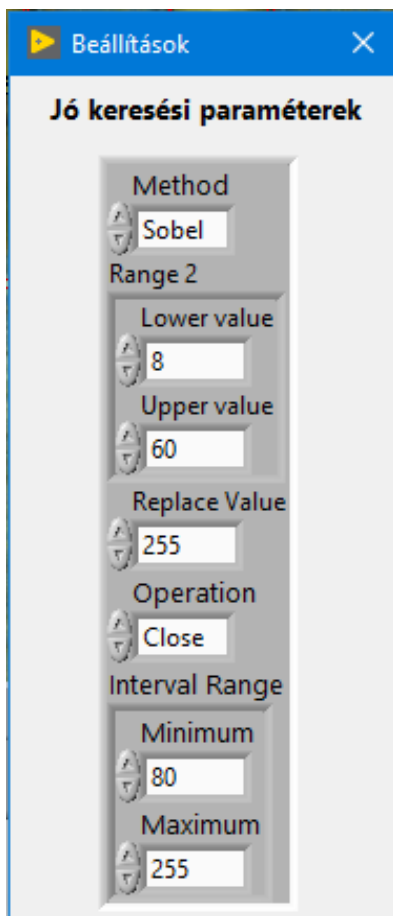 Beállítások
Jó keresési paraméterek
Method
Sobel
Range 2
Lower value
8
Upper value
60
Replace Value
255
Operation
Close
Interval Range
Minimum
80
Maximum
255